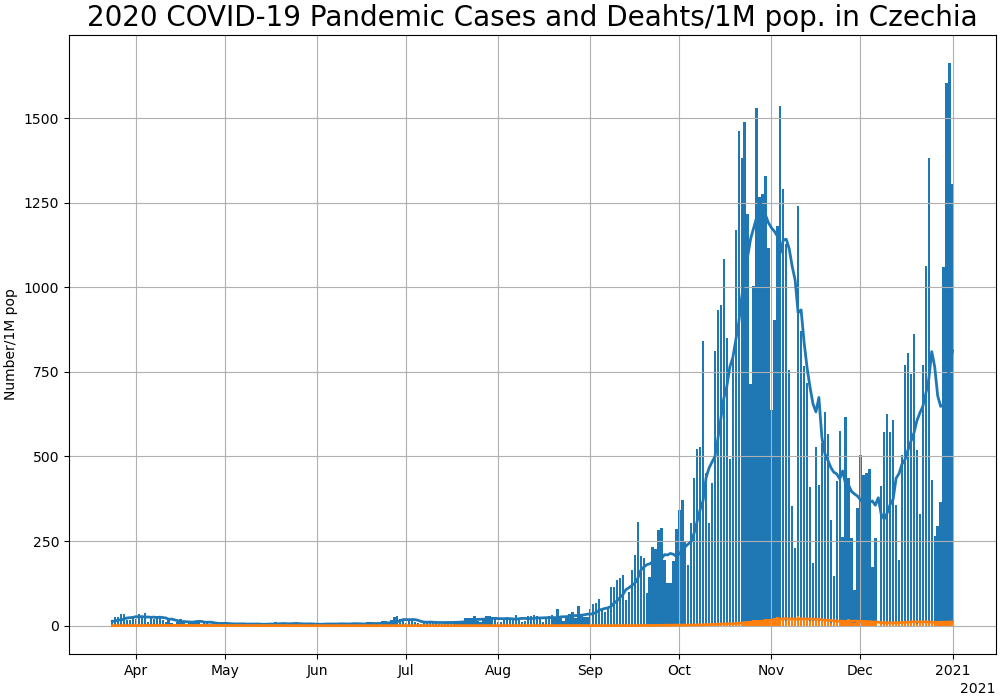 2020 COVID-19 Pandemic Cases and Deahts/1M pop. in Czechia
Number/1M pop
1500
1250
1000
750
500
250
0
Apr May Jun Jul Aug Sep Oct Nov Dec 2021
2021